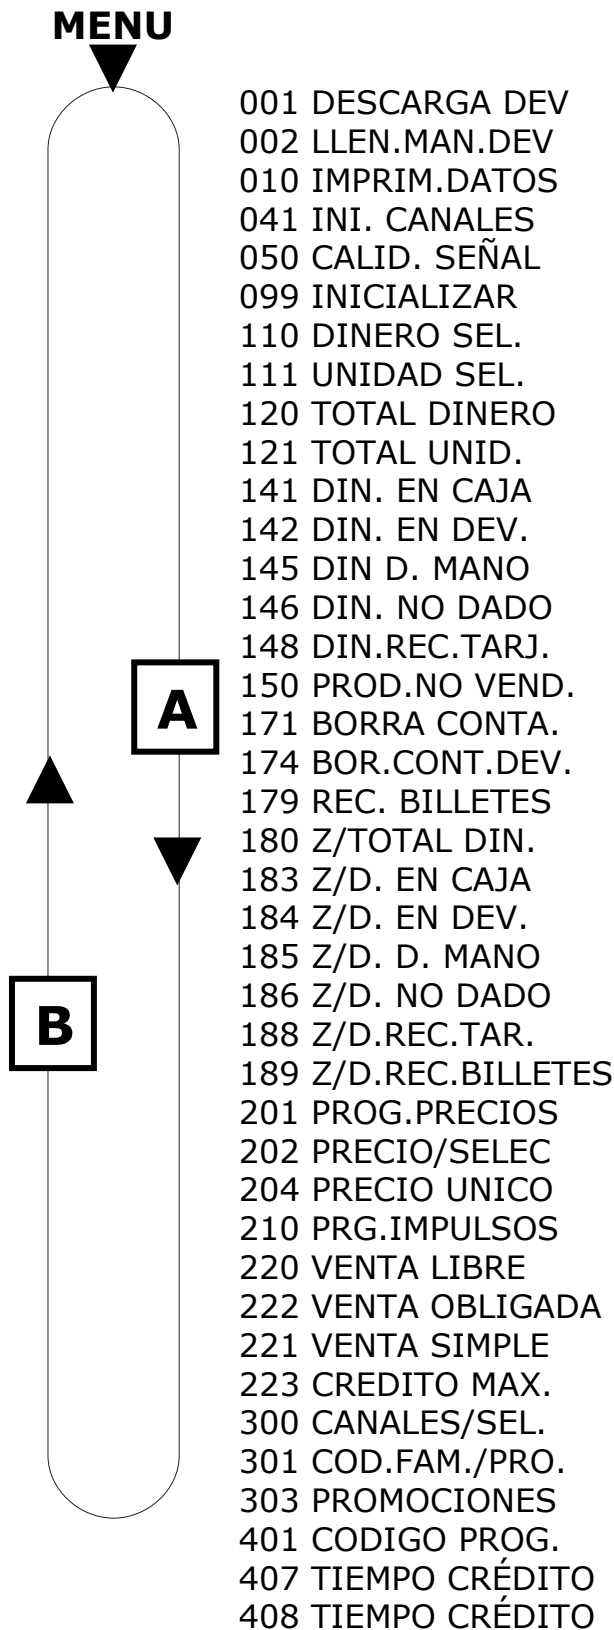 MENU
001 DESCARGA DEV
002 LLEN.MAN.DEV
010 IMPRIM.DATOS
041 INI. CANALES
050 CALID. SEÑAL
099 INICIALIZAR
110 DINERO SEL.
111 UNIDAD SEL.
120 TOTAL DINERO
121 TOTAL UNID.
141 DIN. EN CAJA
142 DIN. EN DEV.
145 DIN D. MANO
146 DIN. NO DADO
148 DIN.REC.TARJ.
150 PROD.NO VEND.
A
171 BORRA CONTA.
174 BOR.CONT.DEV.
179 REC. BILLETES
180 Z/TOTAL DIN.
183 Z/D. EN CAJA
184 Z/D. EN DEV.
185 Z/D. D. MANO
186 Z/D. NO DADO
B
188 Z/D.REC.TAR.
189 Z/D.REC.BILLETES
201 PROG.PRECIOS
202 PRECIO/SELEC
204 PRECIO UNICO
210 PRG.IMPULSOS
220 VENTA LIBRE
222 VENTA OBLIGADA
221 VENTA SIMPLE
223 CREDITO MAX.
300 CANALES/SEL.
301 COD.FAM./PRO.
303 PROMOCIONES
401 CODIGO PROG.
407 TIEMPO CRÉDITO
408 TIEMPO CRÉDITO